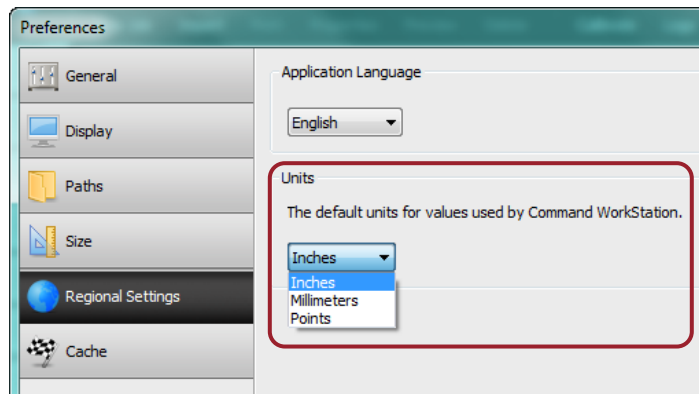 Preferences
General
Display
Paths
Size
Regional Settings
Cache
Application Language
English
Units
The default units for values used by Command WorkStation.
Inches
Inches
Millimeters
Points